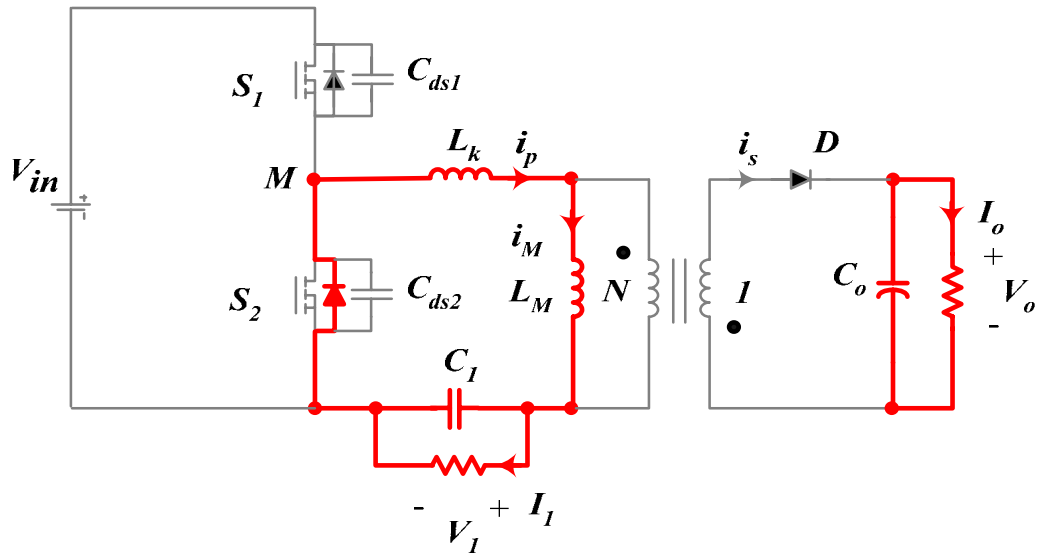 S1
Cds1
Lk
ip
is
D
Vin
M
iM
Io
+
S2
Cds2
LM
N
1
Co
Vo
-
C1
-
V1
+
I1